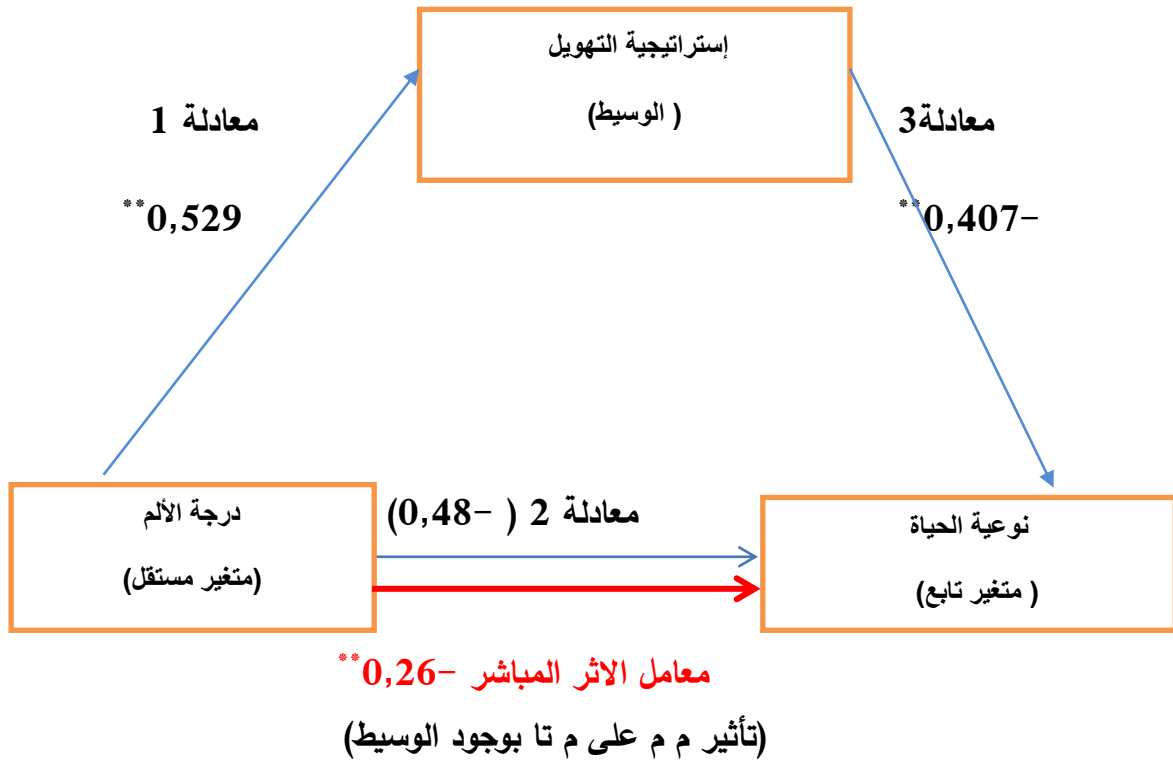 إستراتيجية التهويل
( الوسيط)
معادلة 1
**0,529
معادلة3
**0,407−
درجة الألم
(متغير مستقل)
معادلة 2 ( −0,48)
نوعية الحياة
( متغير تابع)
معامل الاثر المباشر −0,26**
(تأثير م م على م تا بوجود الوسيط)